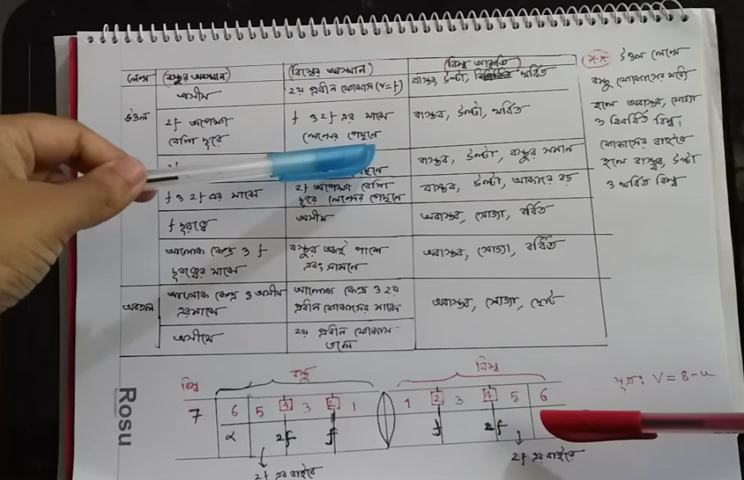 লেন্স (বস্তুর অবস্থান) (বিম্বের অবস্থান) (বিম্ব আকৃতি)
উত্তল
অসীম ২য় প্রধান ফোকাস (v=f) বাস্তব, উল্টা, খর্বিত
2f অপেক্ষা বেশি দূরে
f ও 2f এর মাঝে লেন্সের পেছনে
বাস্তব, উল্টা, খর্বিত
বাস্তব, উল্টা, বস্তুর সমান
f ও 2f এর মাঝে
2f অপেক্ষা বেশি দূরে লেন্সের পেছনে
বাস্তব, উল্টা, আকারে বড়
f দূরত্বে অসীম অবাস্তব, সোজা, বর্ধিত
আলোক কেন্দ্র ও f দূরত্বের মাঝে
বস্তুর একই পাশে এবং সামনে
অবাস্তব, সোজা, বর্ধিত
অবতল
আলোক কেন্দ্র ও অসীম এর মাঝে
আলোক কেন্দ্র ও ২য় প্রধান ফোকাসের মাঝে
অবাস্তব, সোজা, ছোট
অসীমে
২য় প্রধান ফোকাস তলে
** উত্তল লেন্সে
বস্তু ফোকাসের মধ্যে
হলে অবাস্তব, সোজা
ও বিবর্ধিত বিম্ব।
ফোকাসের বাইরে
হলে বাস্তব, উল্টা
ও খর্বিত বিম্ব
বিম্ব বস্তু বিম্ব
7 6 5 4 3 2 1 1 2 3 4 5 6
α 2f f f 2f
2f এর বাইরে 2f এর বাইরে
সূত্র: V = 8-u
Rosu